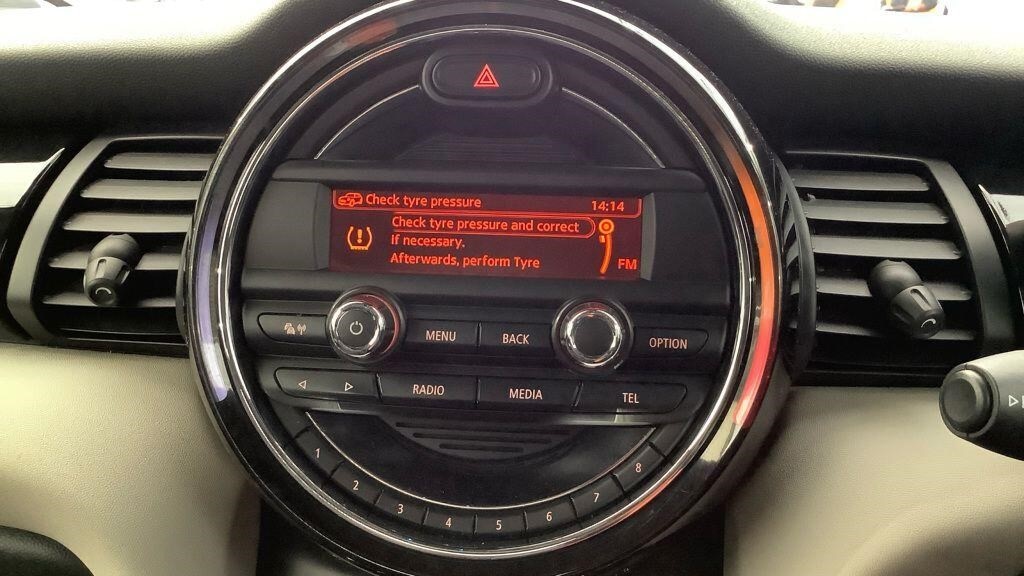 Check tyre pressure 14:14
Check tyre pressure and correct
If necessary.
Afterwards, perform Tyre FM
MENU BACK OPTION
RADIO MEDIA TEL
1 2 3 4 5 6 7 8